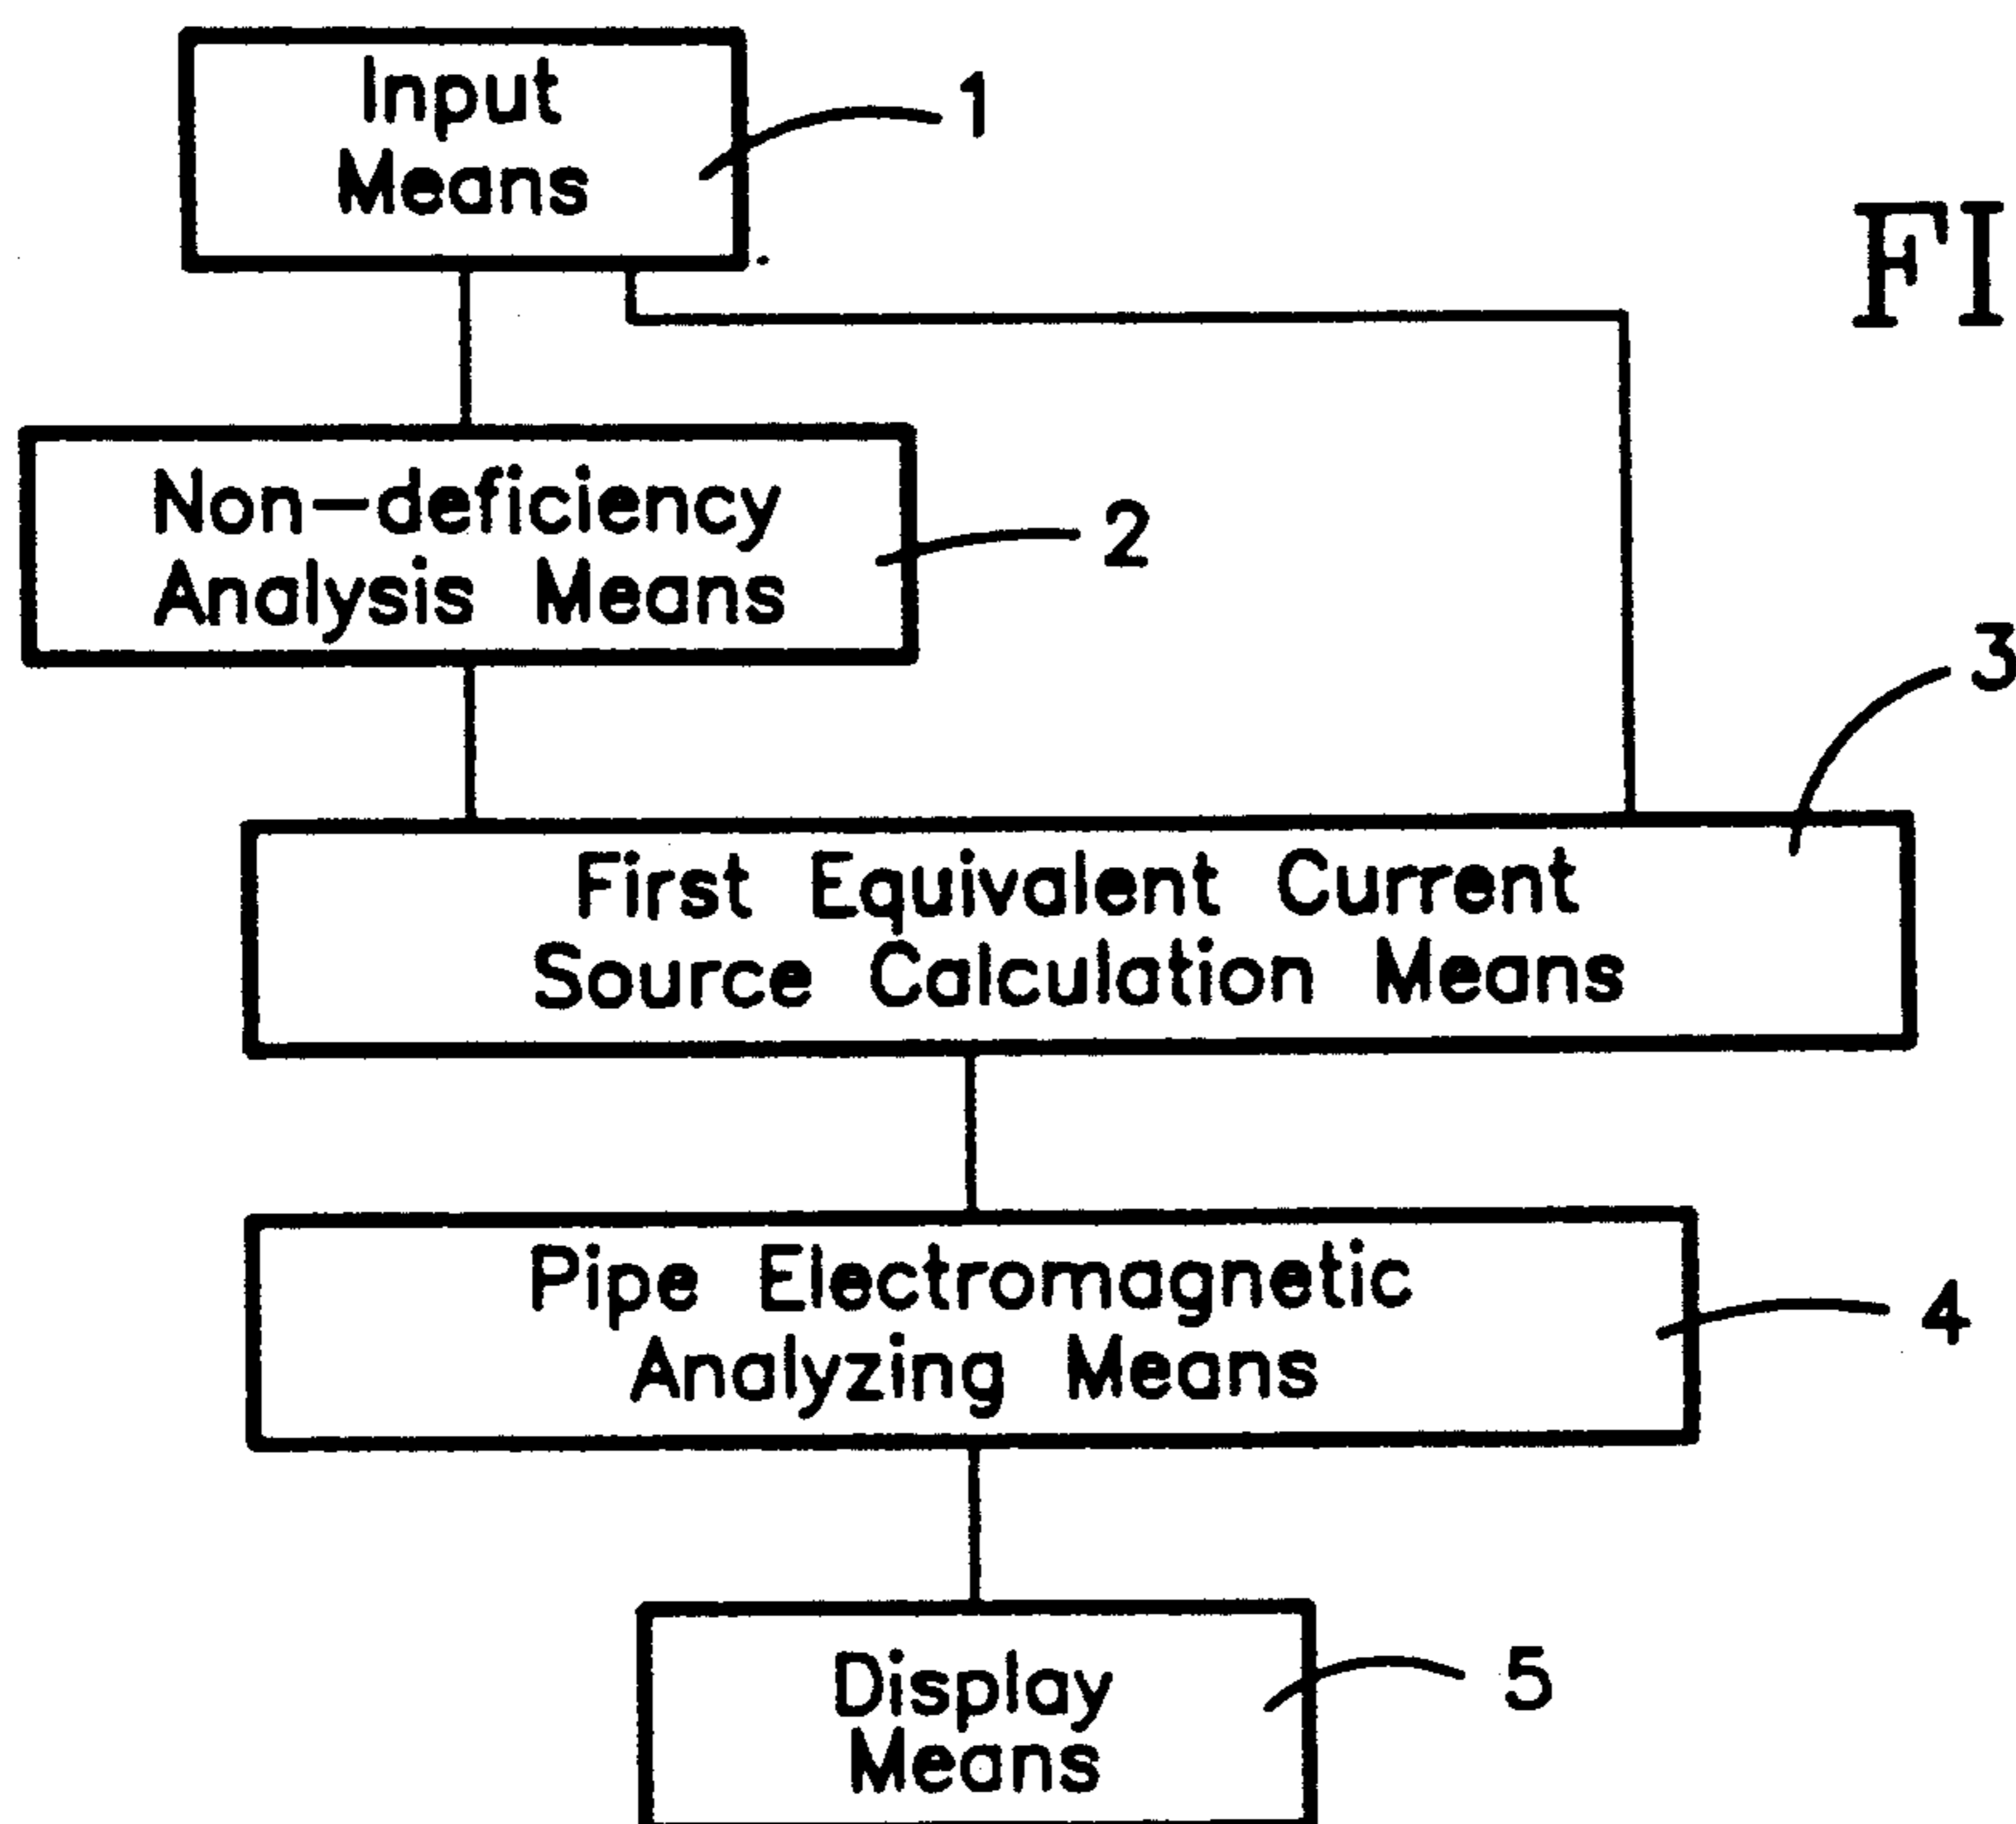 Input
Means
1
FI
Non-deficiency
Analysis Means
2
3
First Equivalent Current
Source Calculation Means
Pipe Electromagnetic
Analyzing Means
4
Display
Means
5